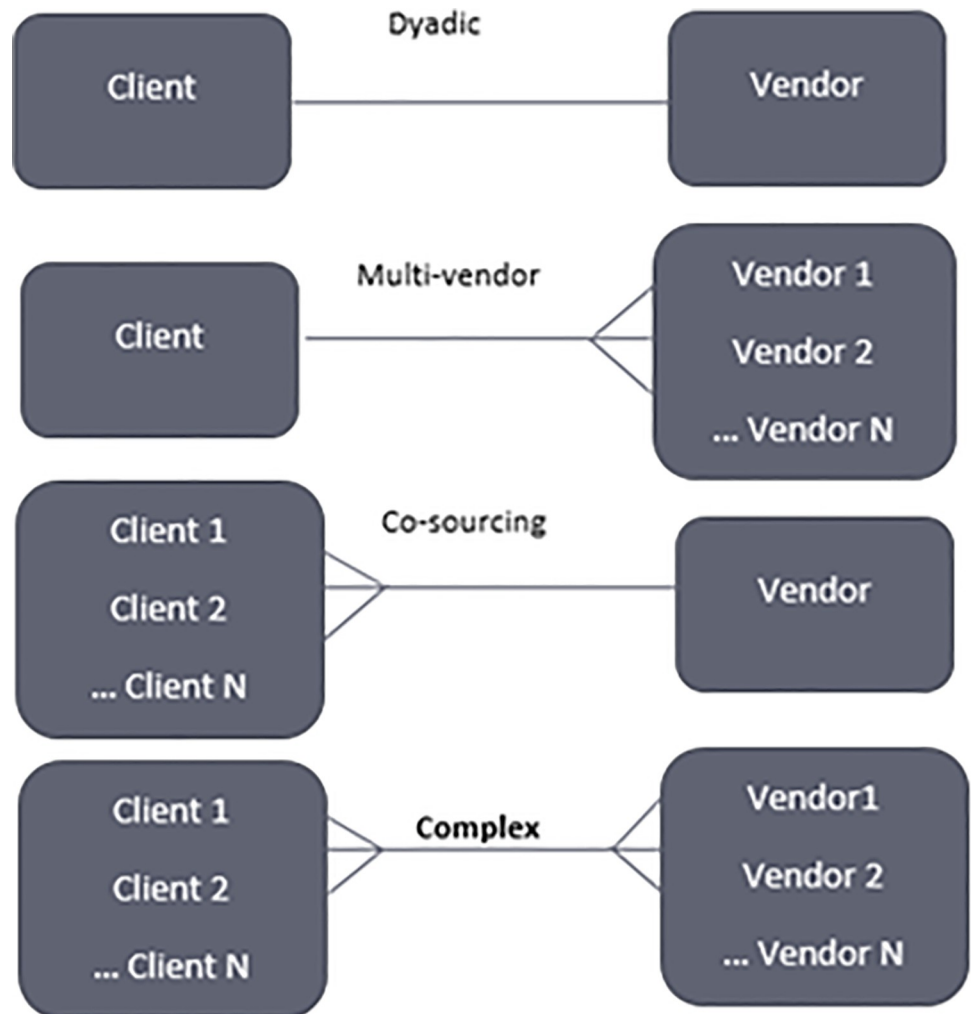 Dyadic
Client
Vendor
Multi-vendor
Client
Vendor 1
Vendor 2
... Vendor N
Co-sourcing
Client 1
Client 2
... Client N
Vendor
Complex
Client 1
Client 2
... Client N
Vendor1
Vendor 2
... Vendor N